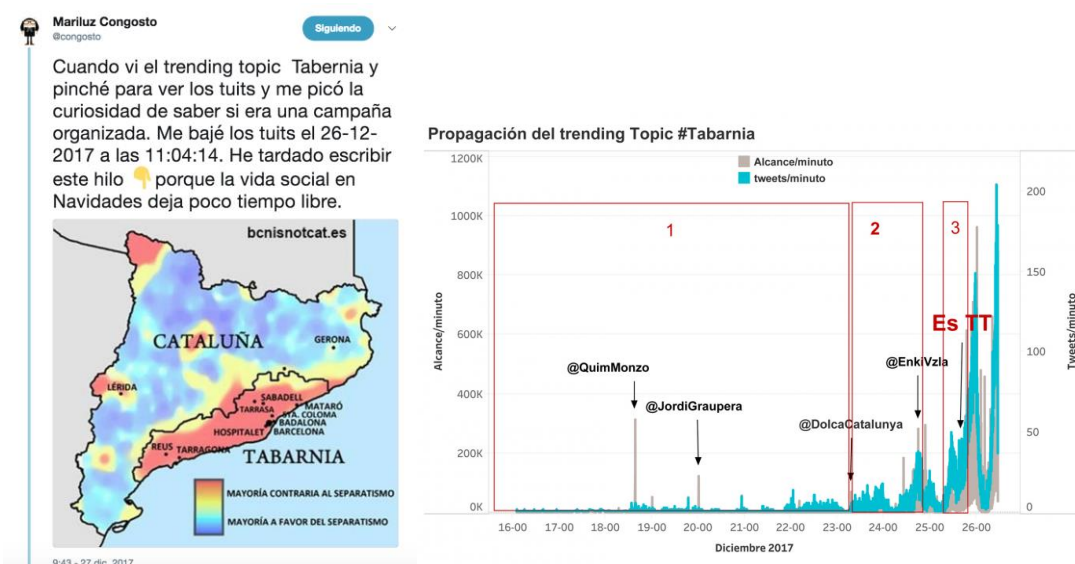 Mariluz Congosto
@congosto
Siguiendo
Cuando vi el trending topic Tabernia y
pinché para ver los tuits y me picó la
curiosidad de saber si era una campaña
organizada. Me bajé los tuits el 26-12-
2017 a las 11:04:14. He tardado escribir
este hilo 👇 porque la vida social en
Navidades deja poco tiempo libre.
bcnisnotcat.es
CATALUÑA
GERONA
LÉRIDA
SABADELL
TARRASA
MATARÓ
STA. COLOMA
BADALONA
HOSPITALET
BARCELONA
REUS
TARRAGONA
TABARNIA
MAYORÍA CONTRARIA AL SEPARATISMO
MAYORÍA A FAVOR DEL SEPARATISMO
9:43 - 27 dic. 2017
Propagación del trending Topic #Tabarnia
Alcance/minuto
tweets/minuto
1200K
1000K
800K
600K
400K
200K
0K
Alcance/minuto
200
150
100
50
0
Tweets/minuto
1
2
3
Es TT
@QuimMonzo
@JordiGraupera
@DolcaCatalunya
@EnkiVzla
16-00 17-00 18-00 19-00 20-00 21-00 22-00 23-00 24-00 25-00 26-00
Diciembre 2017